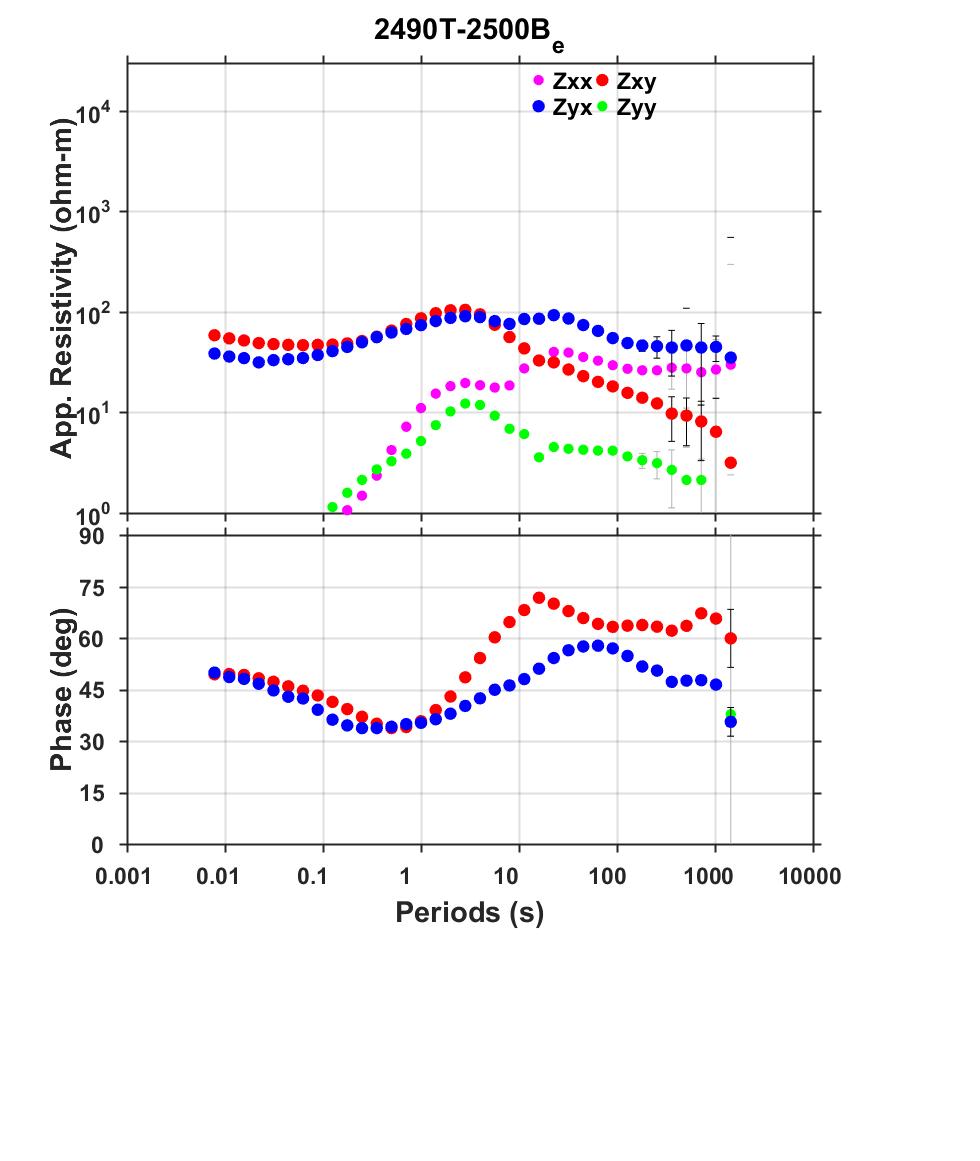 2490T-2500Be
Zxx Zxy
Zyx Zyy
App. Resistivity (ohm-m)
10^4
10^3
10^2
10^1
10^0
Phase (deg)
90
75
60
45
30
15
0
0.001 0.01 0.1 1 10 100 1000 10000
Periods (s)